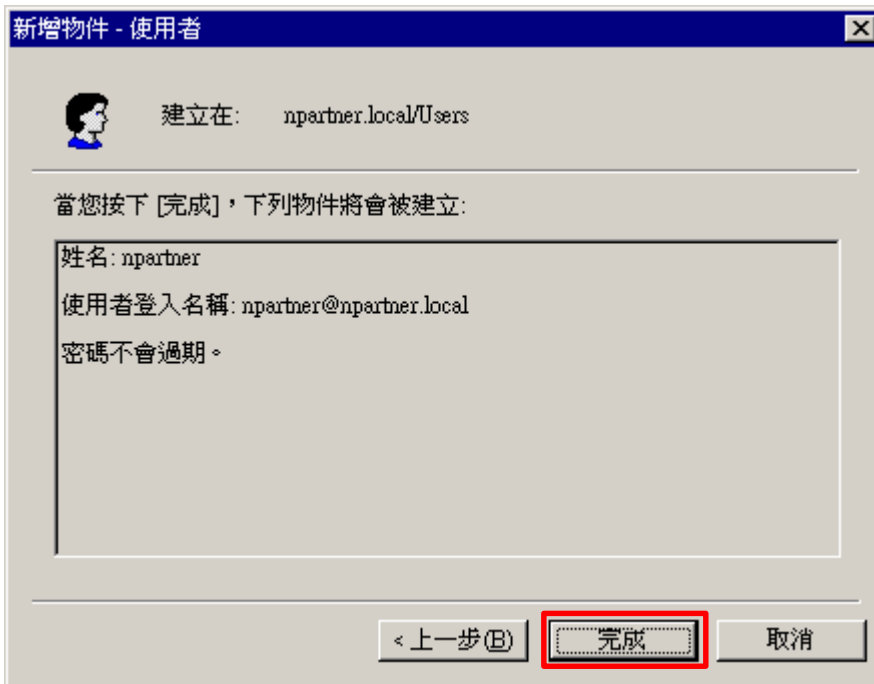 新增物件 - 使用者
建立在: npartner.local/Users
當您按下 [完成]，下列物件將會被建立:
姓名: npartner
使用者登入名稱: npartner@npartner.local
密碼不會過期。
< 上一步(B) 完成 取消